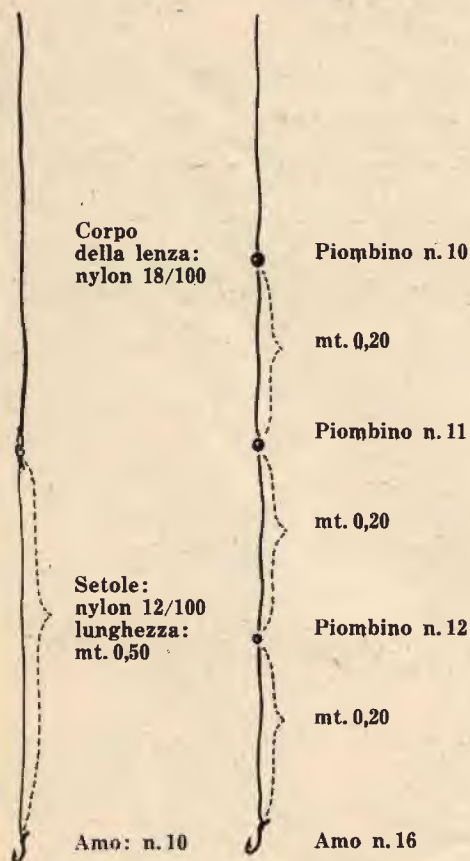 Corpo
della lenza:
nylon 18/100
Setole:
nylon 12/100
lunghezza:
mt. 0,50
Amo: n. 10
Piombino n. 10
mt. 0,20
Piombino n. 11
mt. 0,20
Piombino n. 12
mt. 0,20
Amo n. 16